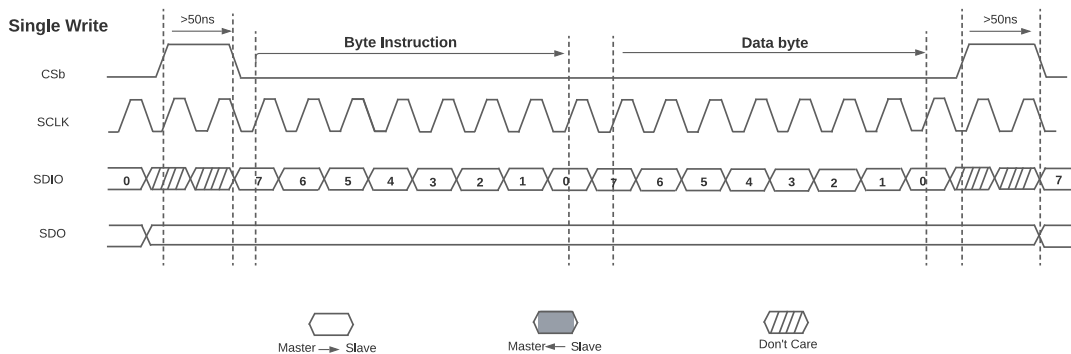 Single Write
>50ns
Byte Instruction
Data byte
>50ns
CSb
SCLK
SDIO
0 7 6 5 4 3 2 1 0 7 6 5 4 3 2 1 0 7
SDO
Master Slave
Master Slave
Don't Care